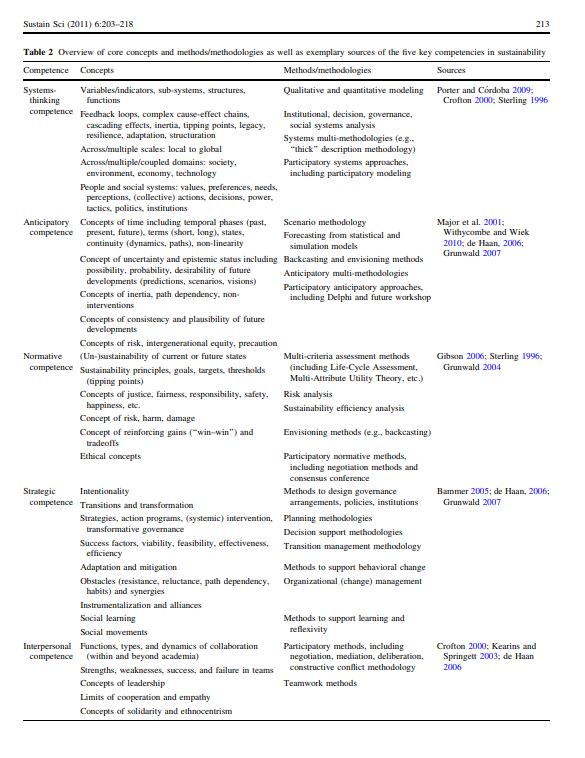 Sustain Sci (2011) 6:203–218 213
Table 2 Overview of core concepts and methods/methodologies as well as exemplary sources of the five key competencies in sustainability
Competence Concepts Methods/methodologies Sources
Systems-
thinking
competence
Variables/indicators, sub-systems, structures,
functions
Feedback loops, complex cause-effect chains,
cascading effects, inertia, tipping points, legacy,
resilience, adaptation, structuration
Across/multiple scales: local to global
Across/multiple/coupled domains: society,
environment, economy, technology
People and social systems: values, preferences, needs,
perceptions, (collective) actions, decisions, power,
tactics, politics, institutions
Qualitative and quantitative modeling
Institutional, decision, governance,
social systems analysis
Systems multi-methodologies (e.g.,
“thick” description methodology)
Participatory systems approaches,
including participatory modeling
Porter and Córdoba 2009;
Crofton 2000; Sterling 1996
Anticipatory
competence
Concepts of time including temporal phases (past,
present, future), terms (short, long), states,
continuity (dynamics, paths), non-linearity
Concept of uncertainty and epistemic status including
possibility, probability, desirability of future
developments (predictions, scenarios, visions)
Concepts of inertia, path dependency, non-
interventions
Concepts of consistency and plausibility of future
developments
Concepts of risk, intergenerational equity, precaution
Scenario methodology
Forecasting from statistical and
simulation models
Backcasting and envisioning methods
Anticipatory multi-methodologies
Participatory anticipatory approaches,
including Delphi and future workshop
Major et al. 2001;
Withycombe and Wiek
2010; de Haan, 2006;
Grunwald 2007
Normative
competence
(Un-)sustainability of current or future states
Sustainability principles, goals, targets, thresholds
(tipping points)
Concepts of justice, fairness, responsibility, safety,
happiness, etc.
Concept of risk, harm, damage
Concept of reinforcing gains (“win–win”) and
tradeoffs
Ethical concepts
Multi-criteria assessment methods
(including Life-Cycle Assessment,
Multi-Attribute Utility Theory, etc.)
Risk analysis
Sustainability efficiency analysis
Envisioning methods (e.g., backcasting)
Participatory normative methods,
including negotiation methods and
consensus conference
Gibson 2006; Sterling 1996;
Grunwald 2004
Strategic
competence
Intentionality
Transitions and transformation
Strategies, action programs, (systemic) intervention,
transformative governance
Success factors, viability, feasibility, effectiveness,
efficiency
Adaptation and mitigation
Obstacles (resistance, reluctance, path dependency,
habits) and synergies
Instrumentalization and alliances
Social learning
Social movements
Methods to design governance
arrangements, policies, institutions
Planning methodologies
Decision support methodologies
Transition management methodology
Methods to support behavioral change
Organizational (change) management
Methods to support learning and
reflexivity
Bammer 2005; de Haan, 2006;
Grunwald 2007
Interpersonal
competence
Functions, types, and dynamics of collaboration
(within and beyond academia)
Strengths, weaknesses, success, and failure in teams
Concepts of leadership
Limits of cooperation and empathy
Concepts of solidarity and ethnocentrism
Participatory methods, including
negotiation, mediation, deliberation,
constructive conflict methodology
Teamwork methods
Crofton 2000; Kearins and
Springett 2003; de Haan
2006